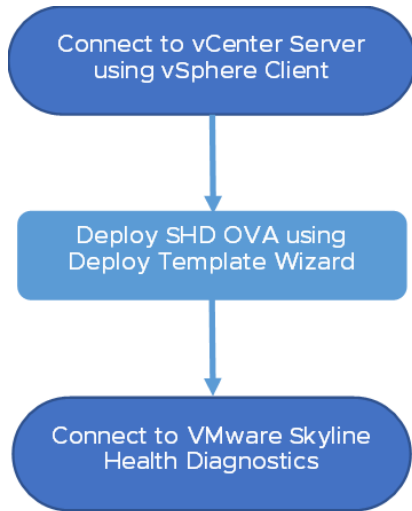 Connect to vCenter Server
using vSphere Client
Deploy SHD OVA using
Deploy Template Wizard
Connect to VMware Skyline
Health Diagnostics